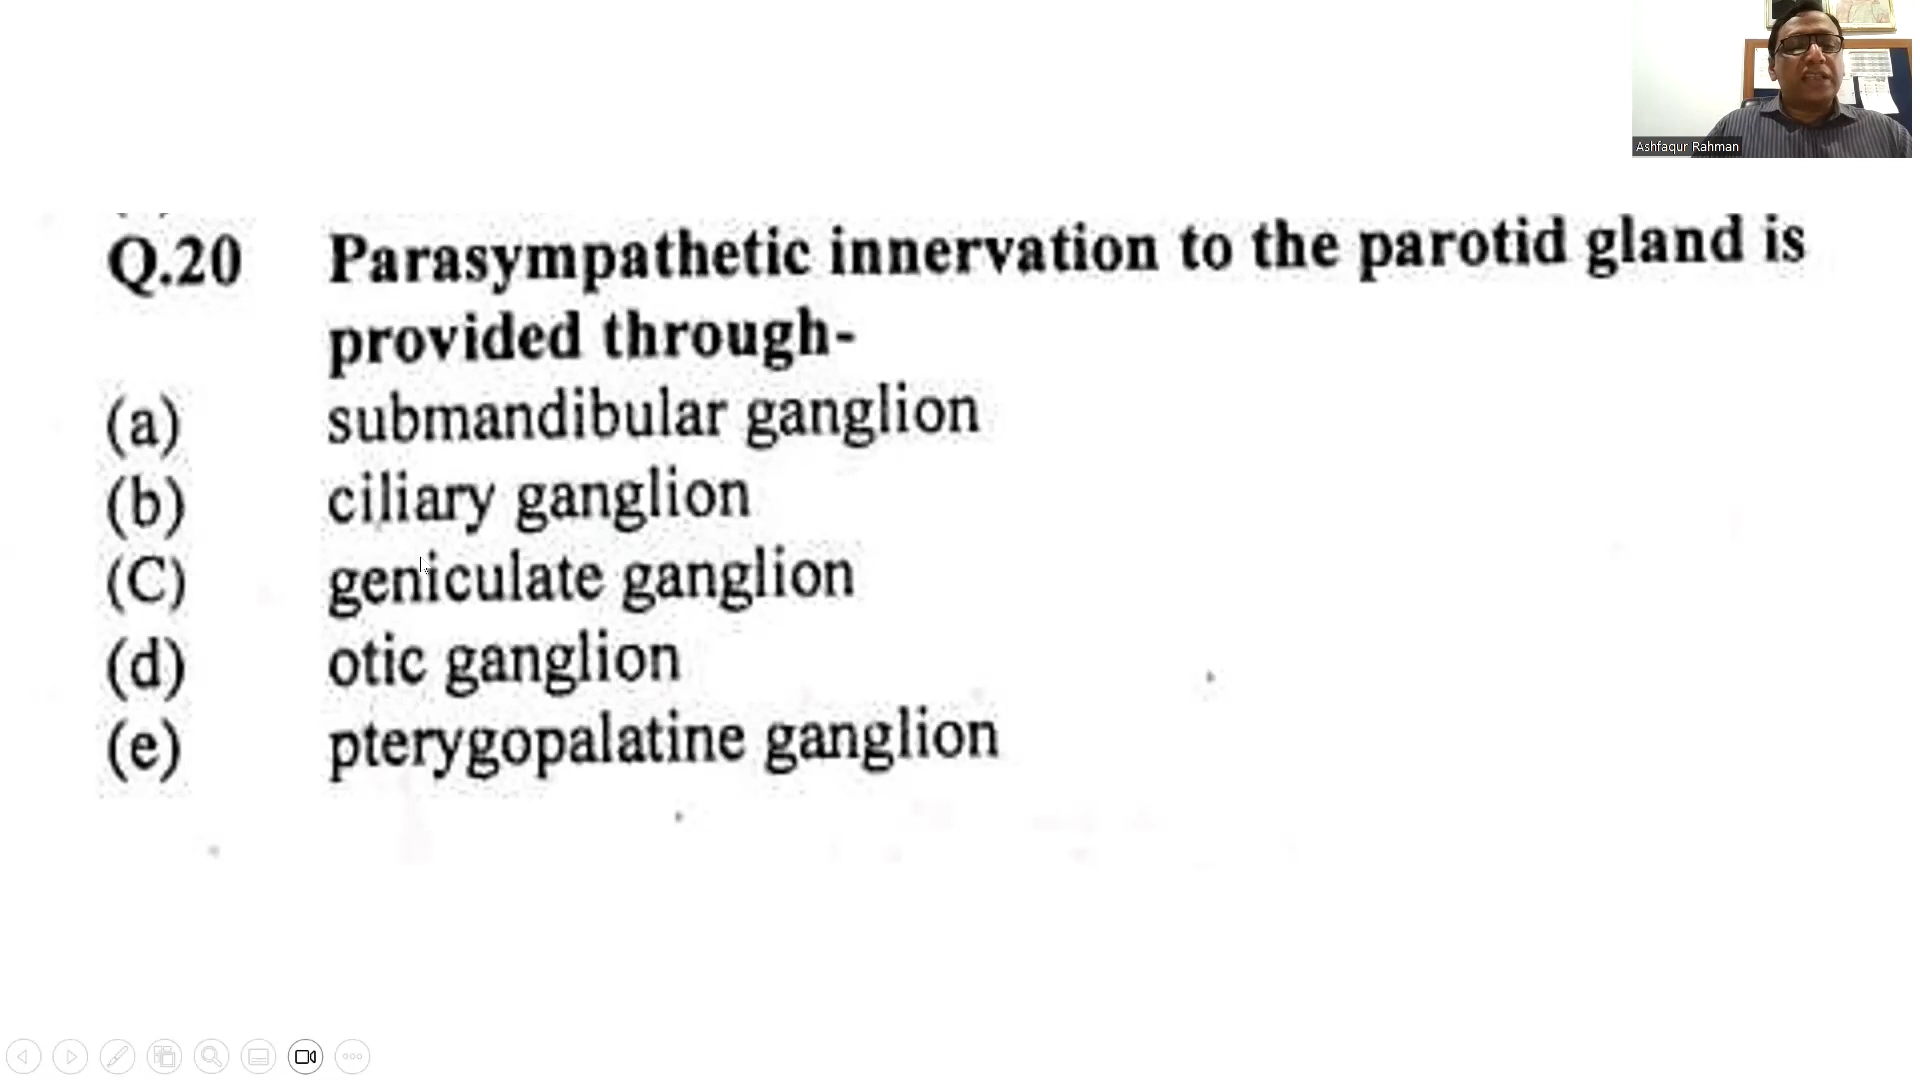 Ashfaqur Rahman
Q.20 Parasympathetic innervation to the parotid gland is
provided through-
(a) submandibular ganglion
(b) ciliary ganglion
(C) geniculate ganglion
(d) otic ganglion
(e) pterygopalatine ganglion